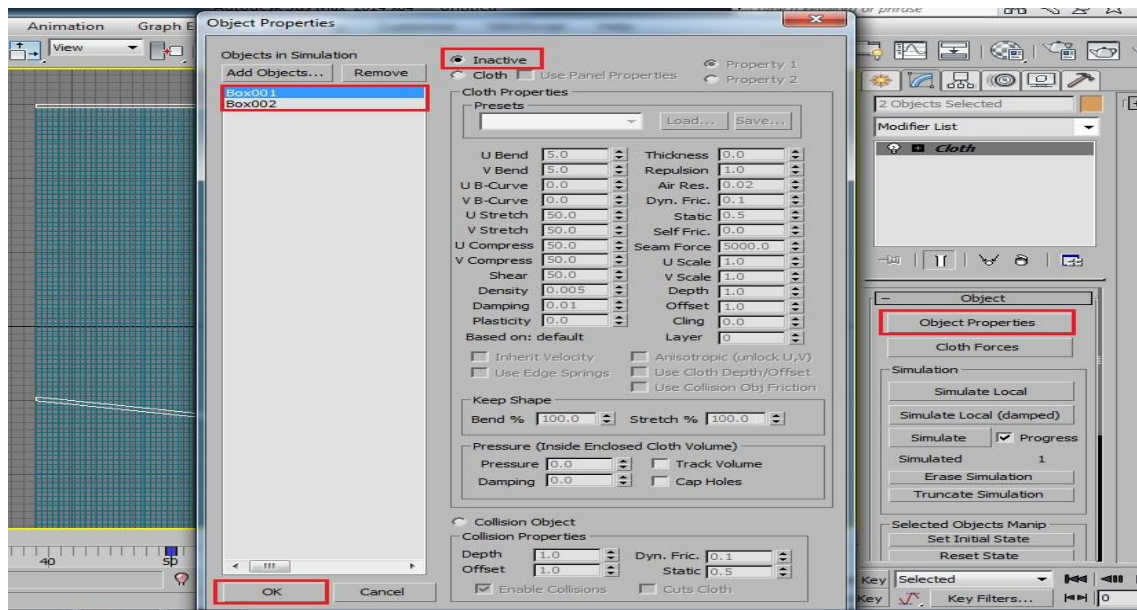 Animation Graph E
View
Object Properties
Objects in Simulation
Add Objects... Remove
Box001
Box002
Inactive
Cloth Use Panel Properties
Property 1
Property 2
Cloth Properties
Presets
Load... Save...
U Bend 5.0 Thickness 0.0
V Bend 5.0 Repulsion 1.0
U B-Curve 0.0 Air Res. 0.02
V B-Curve 0.0 Dyn. Fric. 0.1
U Stretch 50.0 Static 0.5
V Stretch 50.0 Self Fric. 0.0
U Compress 50.0 Seam Force 5000.0
V Compress 50.0 U Scale 1.0
Shear 50.0 V Scale 1.0
Density 0.005 Depth 1.0
Damping 0.01 Offset 1.0
Plasticity 0.0 Cling 0.0
Based on: default Layer 0
Inherit Velocity Anisotropic (unlock U,V)
Use Edge Springs Use Cloth Depth/Offset
Use Collision Obj Friction
Keep Shape
Bend % 100.0 Stretch % 100.0
Pressure (Inside Enclosed Cloth Volume)
Pressure 0.0 Track Volume
Damping 0.0 Cap Holes
Collision Object
Collision Properties
Depth 1.0 Dyn. Fric. 0.1
Offset 1.0 Static 0.5
Enable Collisions Cuts Cloth
OK Cancel
40 50
or phrase
2 Objects Selected
Modifier List
Cloth
Object
Object Properties
Cloth Forces
Simulation
Simulate Local
Simulate Local (damped)
Simulate Progress
Simulated 1
Erase Simulation
Truncate Simulation
Selected Objects Manip
Set Initial State
Reset State
Key Selected
Key Key Filters... 0